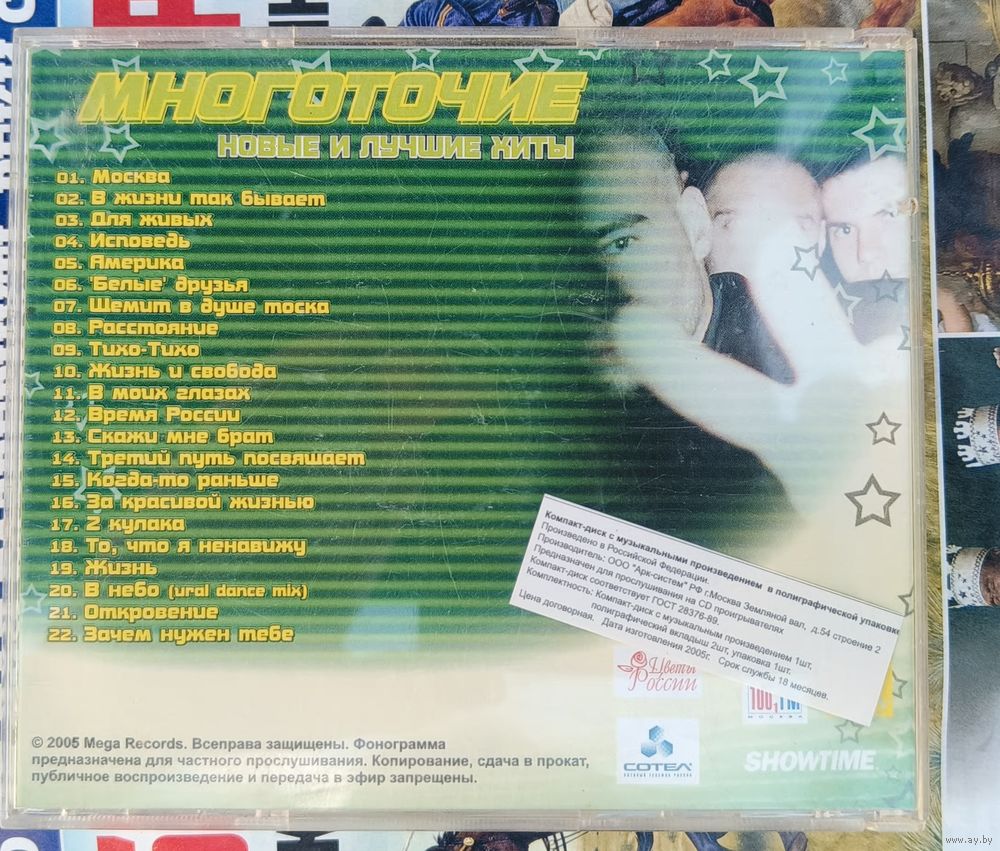 МНОГОТОЧИЕ
НОВЫЕ И ЛУЧШИЕ ХИТЫ
01. Москва
02. В жизни так бывает
03. Для живых
04. Исповедь
05. Америка
06. 'Белые' друзья
07. Щемит в душе тоска
08. Расстояние
09. Тихо-Тихо
10. Жизнь и свобода
11. В моих глазах
12. Время России
13. Скажи мне брат
14. Третий путь посвящает
15. Когда-то раньше
16. За красивой жизнью
17. 2 кулака
18. То, что я ненавижу
19. Жизнь
20. В небо (ural dance mix)
21. Откровение
22. Зачем нужен тебе
Компакт-диск с музыкальными произведением в полиграфической упаковке
Произведено в Российской Федерации.
Производитель: ООО "Арк-систем" РФ г.Москва Земляной вал, д.54 строение 2
Предназначен для прослушивания на CD проигрывателях
Компакт-диск соответствует ГОСТ 28376-89.
Комплектность: Компакт-диск с музыкальным произведением 1шт,
полиграфический вкладыш 2шт, упаковка 1шт.
Цена договорная. Дата изготовления 2005г. Срок службы 18 месяцев.
Цветы
России
МОСКВА
СОТЕЛ
SHOWTIME
© 2005 Mega Records. Всеправа защищены. Фонограмма
предназначена для частного прослушивания. Копирование, сдача в прокат,
публичное воспроизведение и передача в эфир запрещены.
www.ay.by